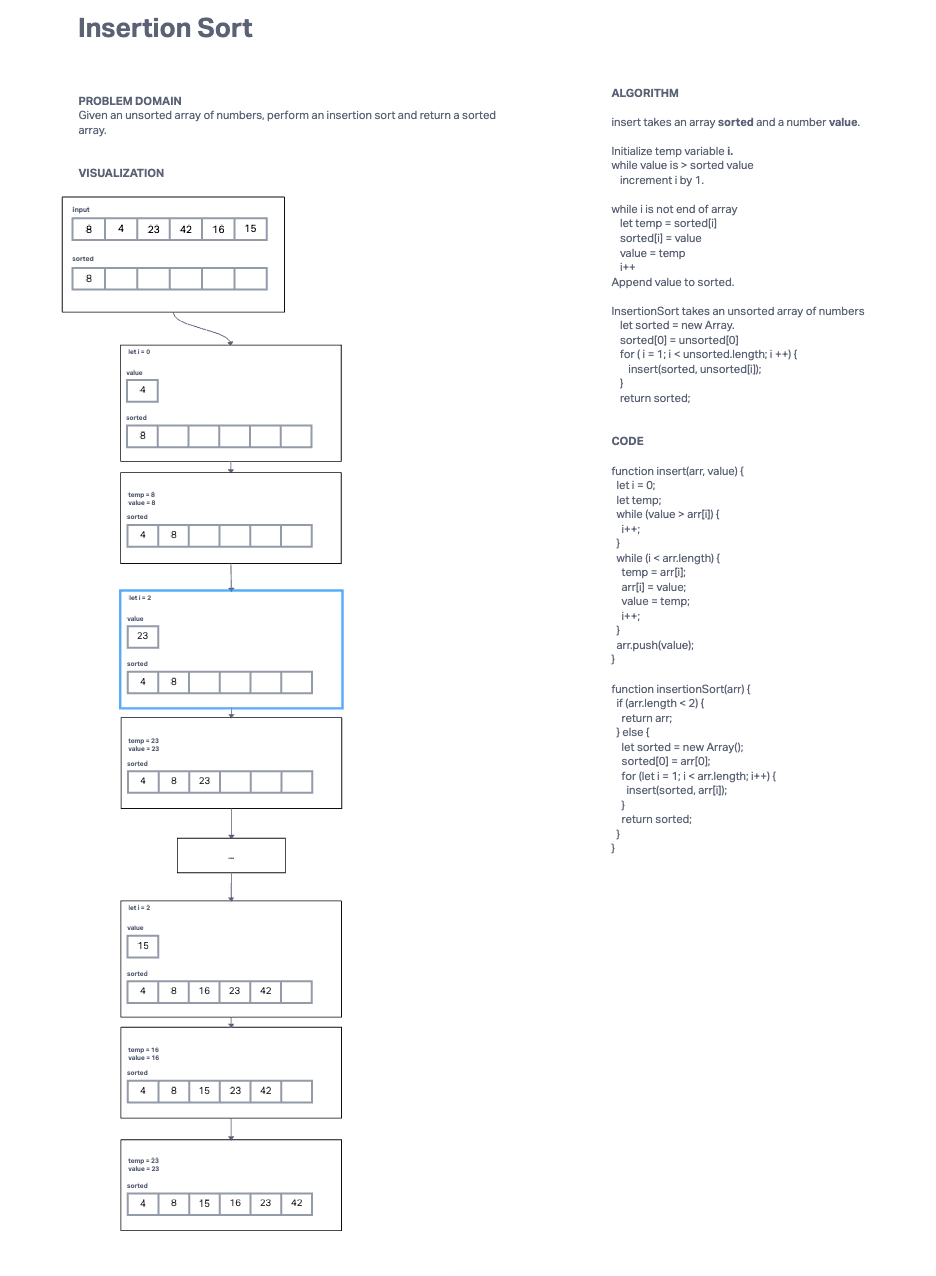 Insertion Sort
PROBLEM DOMAIN
Given an unsorted array of numbers, perform an insertion sort and return a sorted
array.
VISUALIZATION
input
8 4 23 42 16 15
sorted
8
let i = 0
value
4
sorted
8
temp = 8
value = 8
sorted
4 8
let i = 2
value
23
sorted
4 8
temp = 23
value = 23
sorted
4 8 23
...
let i = 2
value
15
sorted
4 8 16 23 42
temp = 16
value = 16
sorted
4 8 15 23 42
temp = 23
value = 23
sorted
4 8 15 16 23 42
ALGORITHM
insert takes an array sorted and a number value.
Initialize temp variable i.
while value is > sorted value
increment i by 1.
while i is not end of array
let temp = sorted[i]
sorted[i] = value
value = temp
i++
Append value to sorted.
InsertionSort takes an unsorted array of numbers
let sorted = new Array.
sorted[0] = unsorted[0]
for ( i = 1; i < unsorted.length; i ++) {
insert(sorted, unsorted[i]);
}
return sorted;
CODE
function insert(arr, value) {
let i = 0;
let temp;
while (value > arr[i]) {
i++;
}
while (i < arr.length) {
temp = arr[i];
arr[i] = value;
value = temp;
i++;
}
arr.push(value);
}
function insertionSort(arr) {
if (arr.length < 2) {
return arr;
} else {
let sorted = new Array();
sorted[0] = arr[0];
for (let i = 1; i < arr.length; i++) {
insert(sorted, arr[i]);
}
return sorted;
}
}